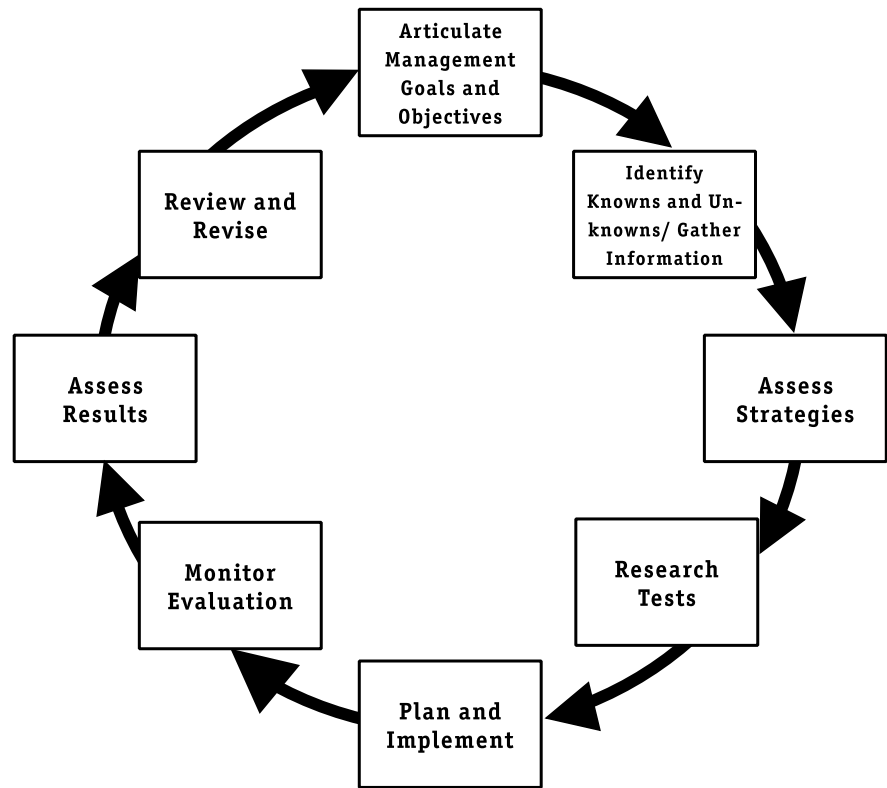 Articulate
Management
Goals and
Objectives
Identify
Knowns and Un-
knowns/ Gather
Information
Assess
Strategies
Research
Tests
Plan and
Implement
Monitor
Evaluation
Assess
Results
Review and
Revise